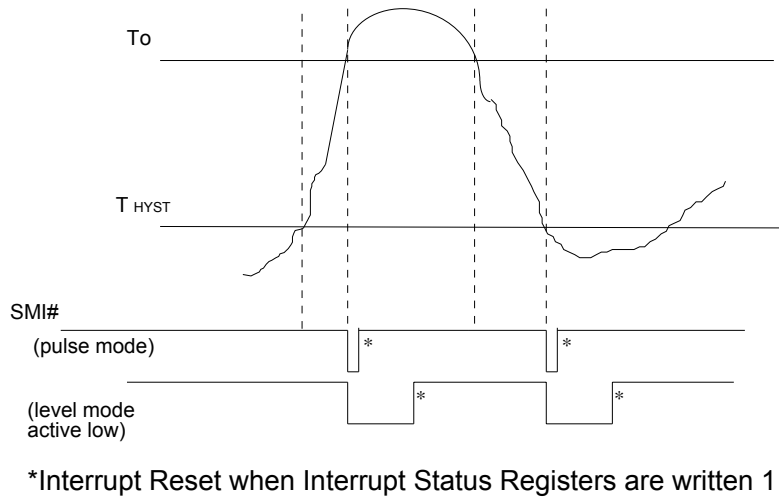 To
T HYST
SMI#
(pulse mode)
*
*
(level mode
active low)
*
*
*Interrupt Reset when Interrupt Status Registers are written 1